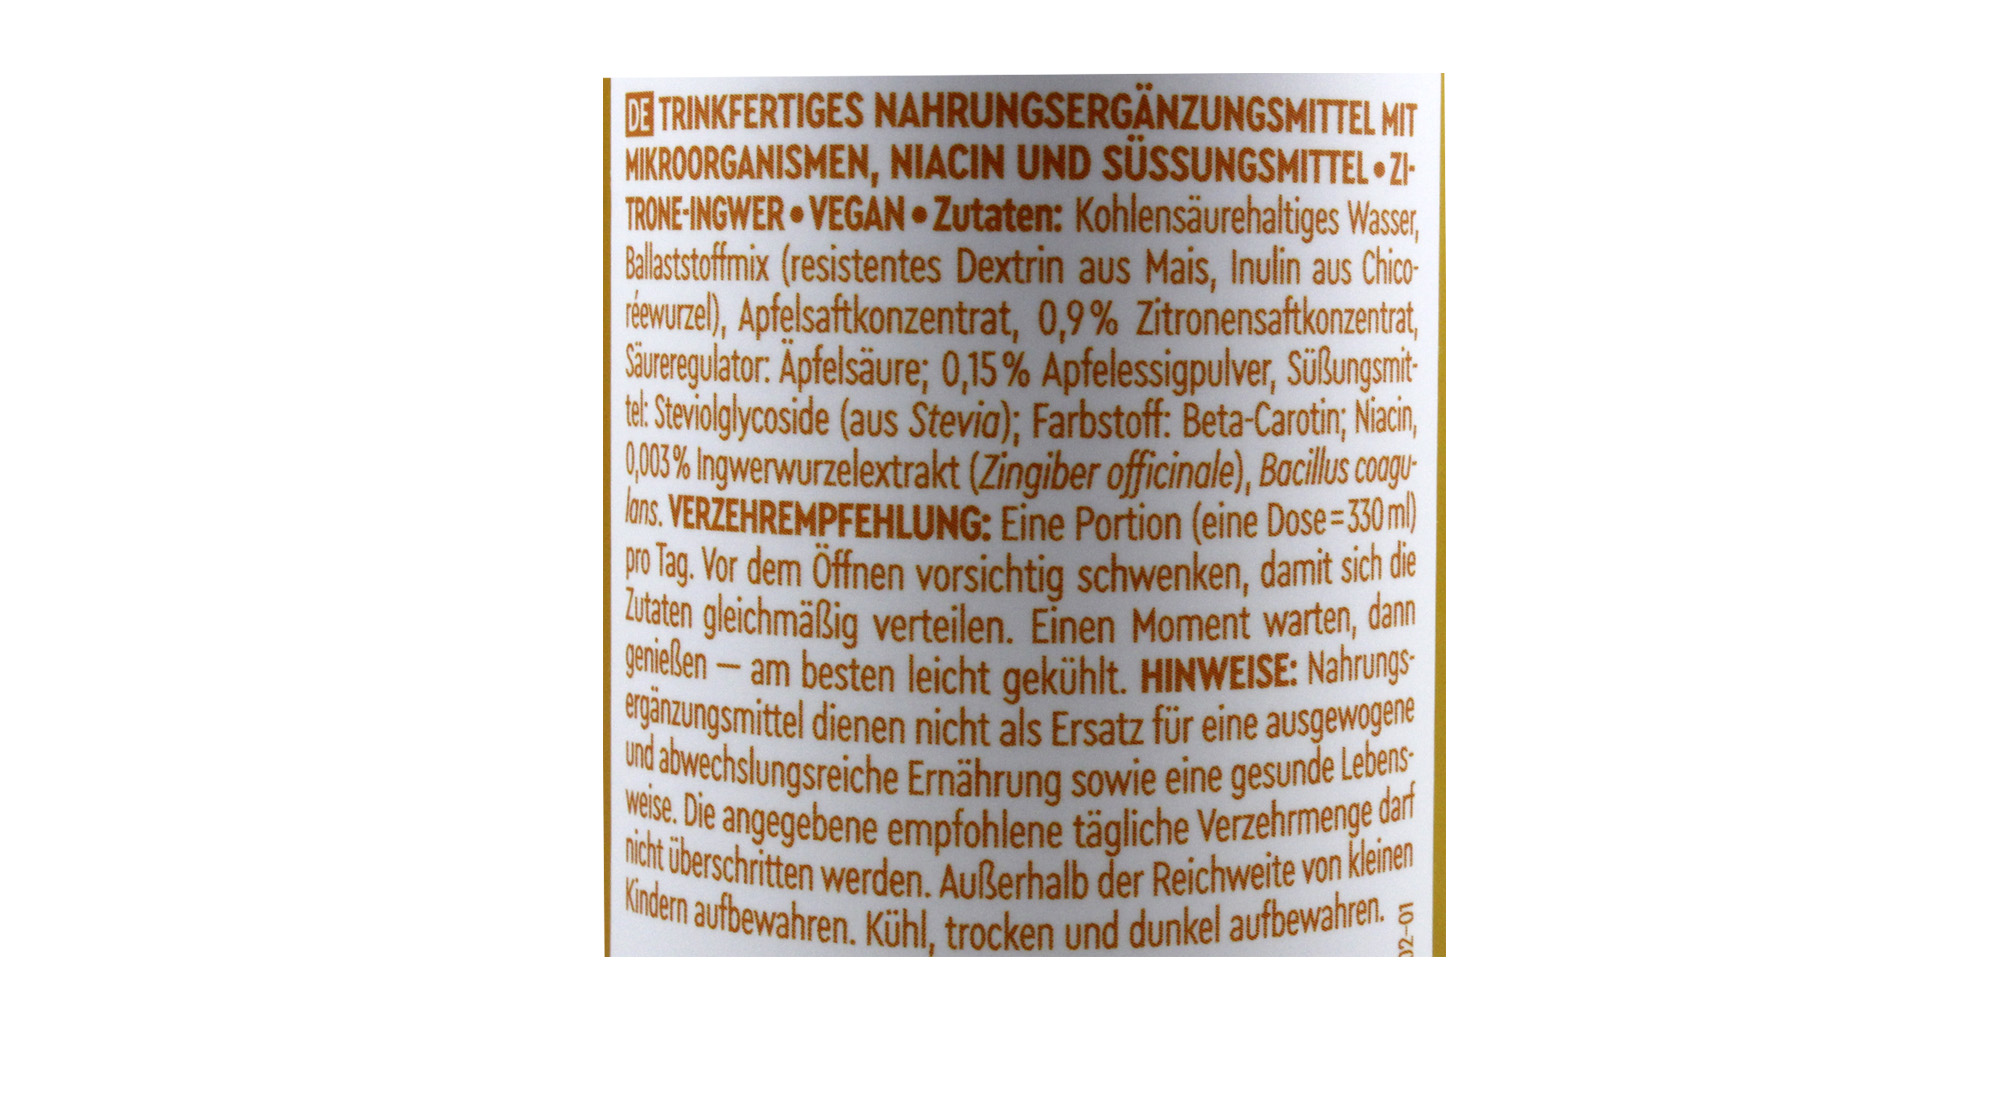 DE TRINKFERTIGES NAHRUNGSERGÄNZUNGSMITTEL MIT
MIKROORGANISMEN, NIACIN UND SÜSSUNGSMITTEL • ZI-
TRONE-INGWER • VEGAN • Zutaten: Kohlensäurehaltiges Wasser,
Ballaststoffmix (resistentes Dextrin aus Mais, Inulin aus Chico-
réewurzel), Apfelsaftkonzentrat, 0,9 % Zitronensaftkonzentrat,
Säureregulator: Äpfelsäure; 0,15 % Apfelessigpulver, Süßungsmit-
tel: Steviolglycoside (aus Stevia); Farbstoff: Beta-Carotin; Niacin,
0,003 % Ingwerwurzelextrakt (Zingiber officinale), Bacillus coagu-
lans. VERZEHREMPFEHLUNG: Eine Portion (eine Dose = 330 ml)
pro Tag. Vor dem Öffnen vorsichtig schwenken, damit sich die
Zutaten gleichmäßig verteilen. Einen Moment warten, dann
genießen – am besten leicht gekühlt. HINWEISE: Nahrungs-
ergänzungsmittel dienen nicht als Ersatz für eine ausgewogene
und abwechslungsreiche Ernährung sowie eine gesunde Lebens-
weise. Die angegebene empfohlene tägliche Verzehrmenge darf
nicht überschritten werden. Außerhalb der Reichweite von kleinen
Kindern aufbewahren. Kühl, trocken und dunkel aufbewahren.
02-01